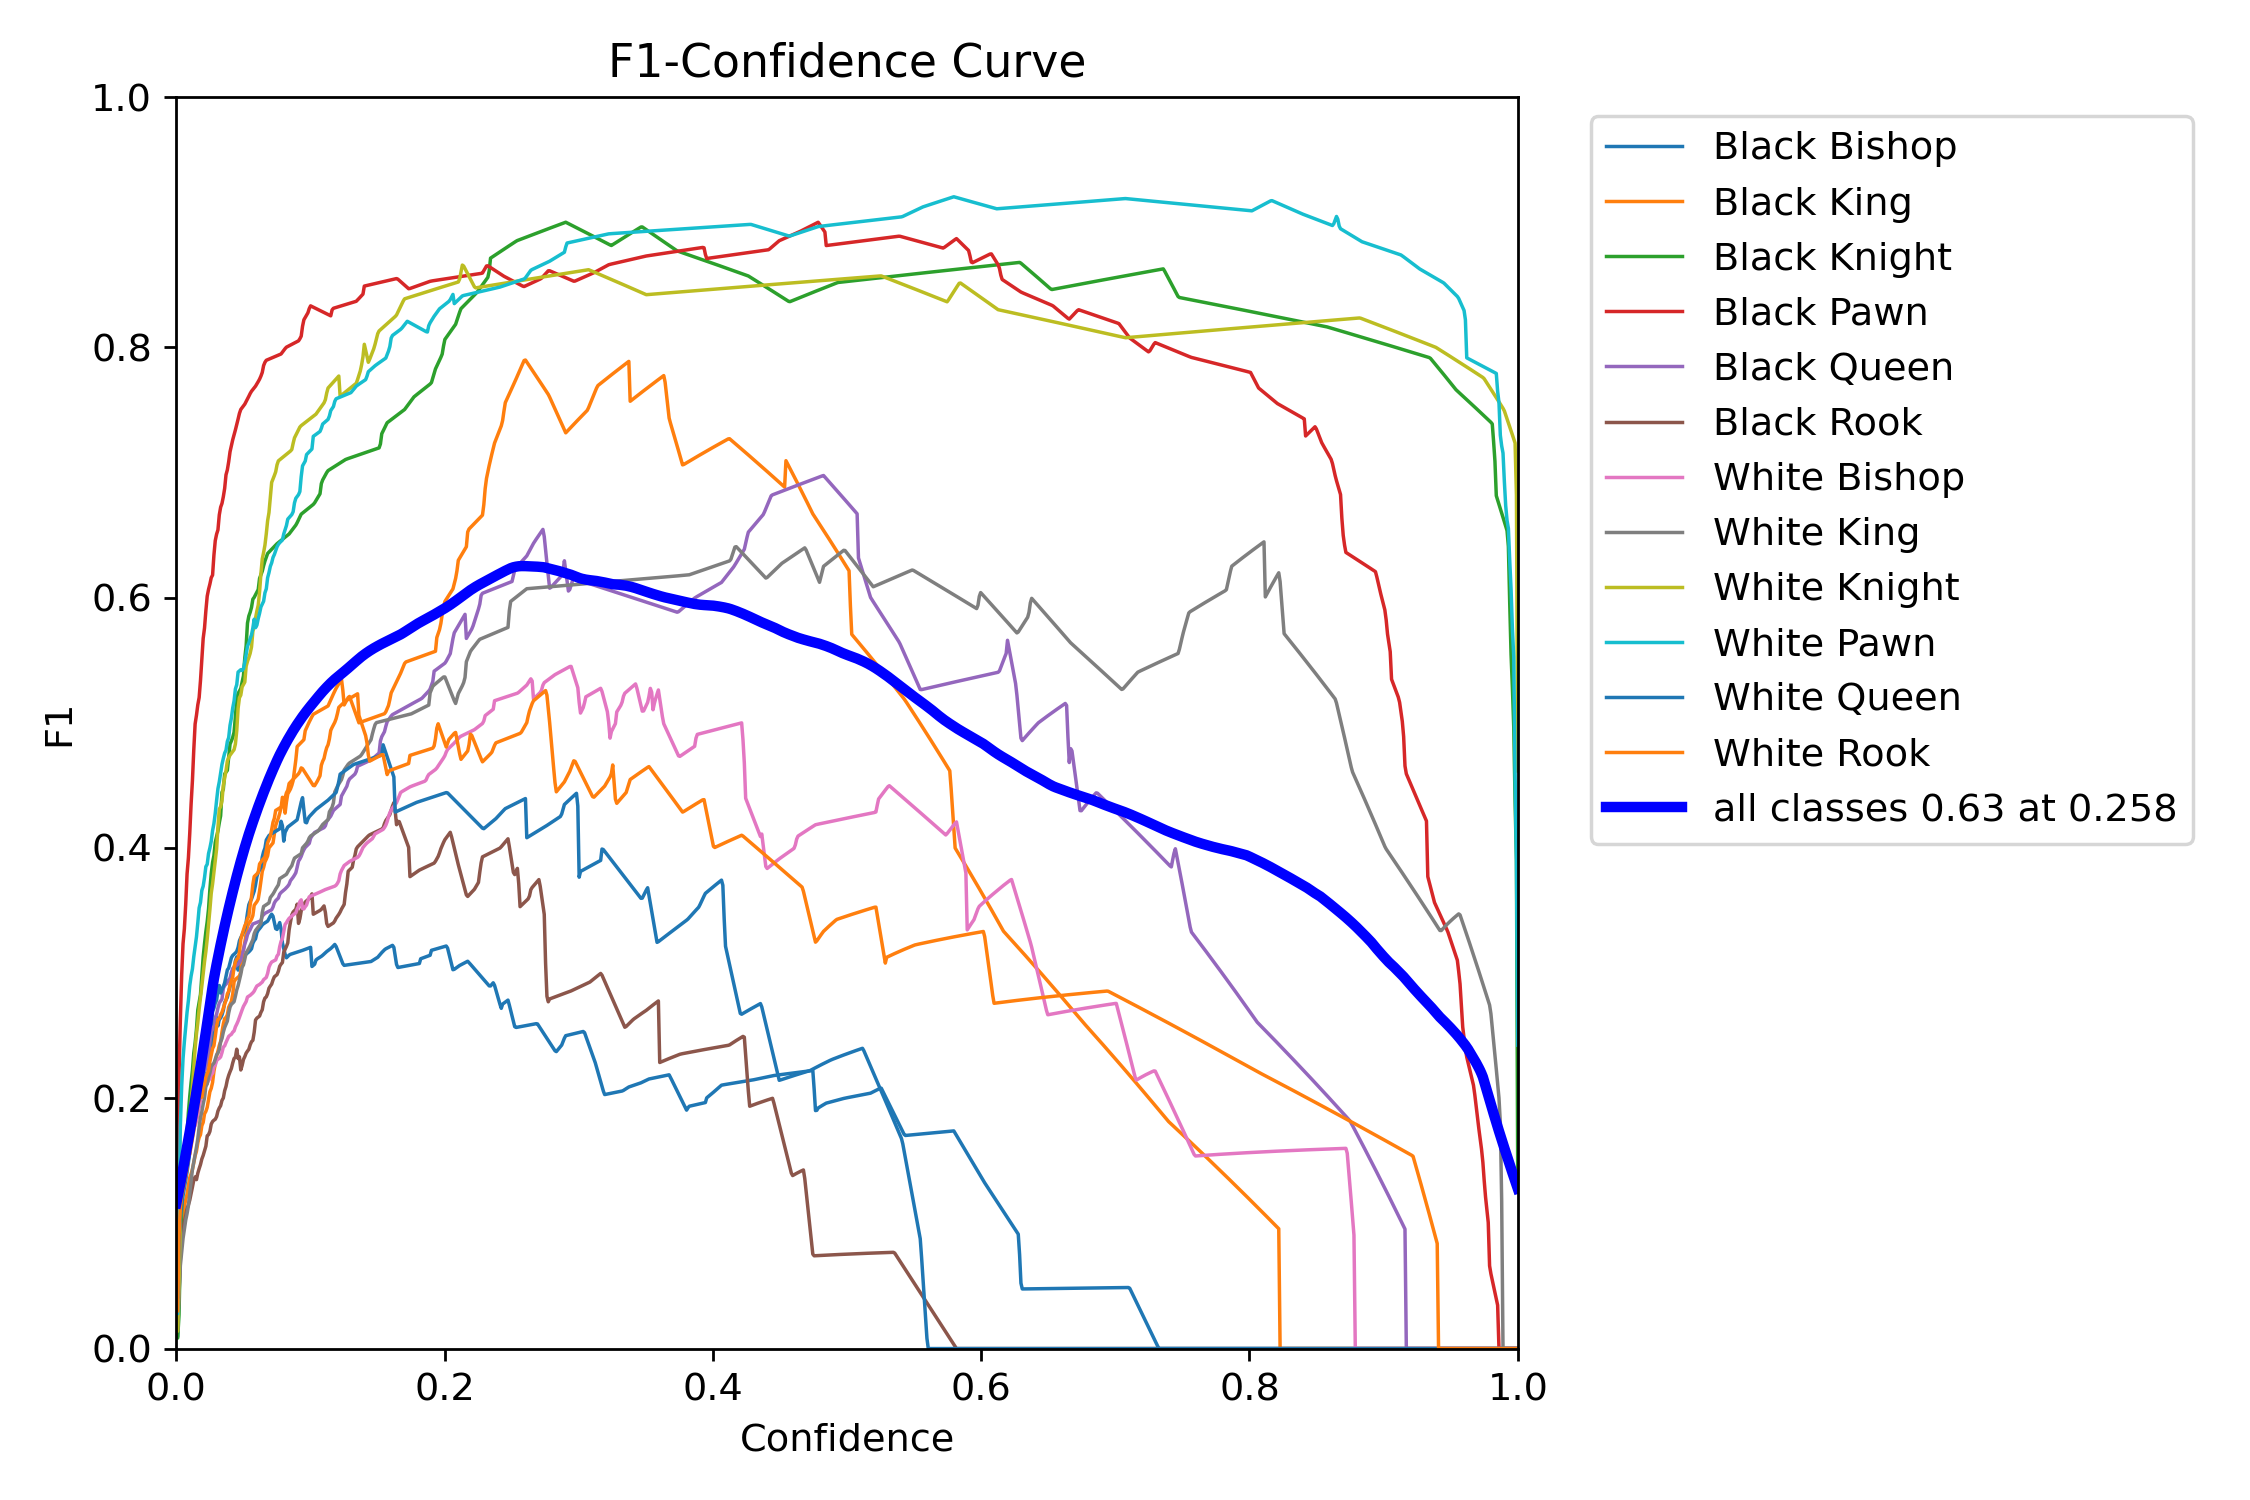 F1-Confidence Curve
1.0
0.8
0.6
0.4
0.2
0.0
F1
0.0 0.2 0.4 0.6 0.8 1.0
Confidence
Black Bishop
Black King
Black Knight
Black Pawn
Black Queen
Black Rook
White Bishop
White King
White Knight
White Pawn
White Queen
White Rook
all classes 0.63 at 0.258